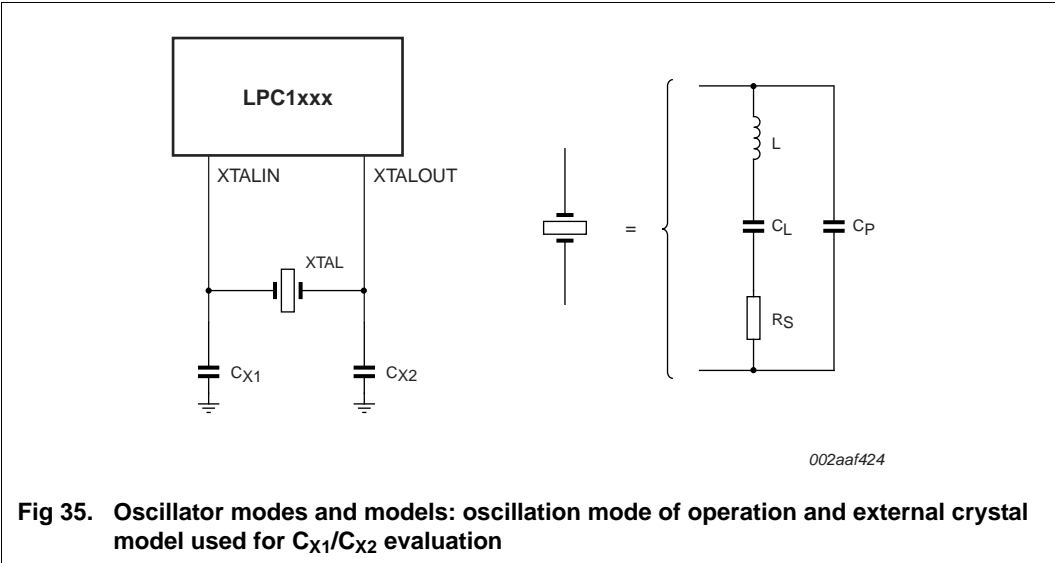 LPC1xxx
XTALIN
XTALOUT
XTAL
CX1
CX2
=
L
CL
CP
RS
002aaf424
Fig 35. Oscillator modes and models: oscillation mode of operation and external crystal
model used for CX1/CX2 evaluation